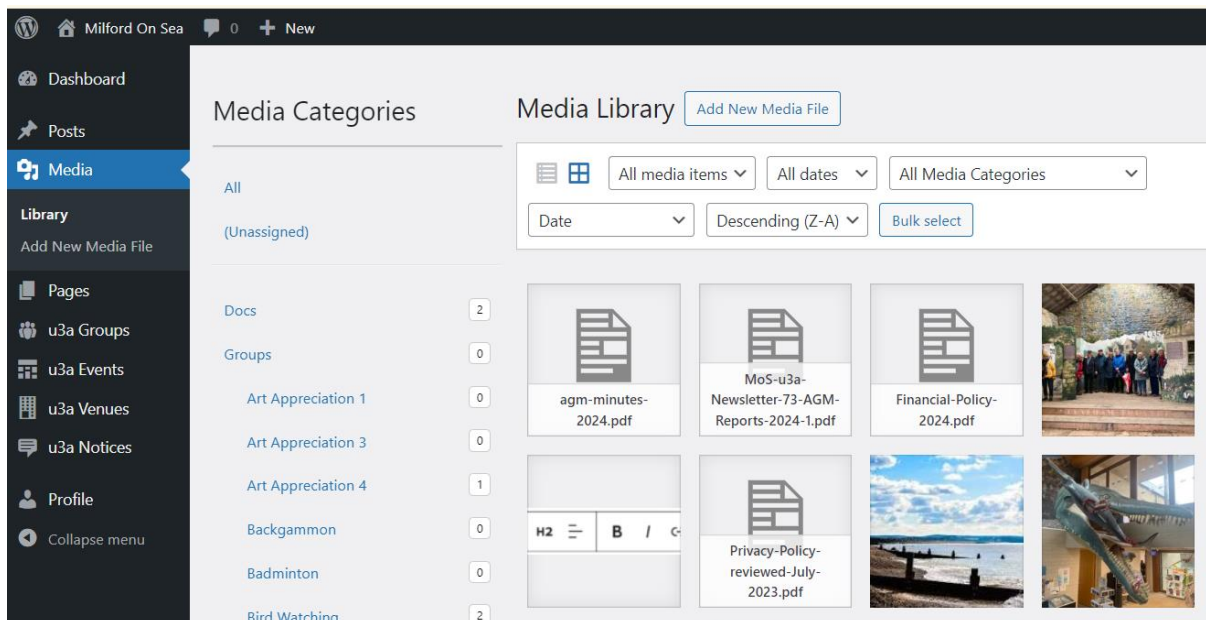 Milford On Sea 0 New
Dashboard
Posts
Media
Library
Add New Media File
Pages
u3a Groups
u3a Events
u3a Venues
u3a Notices
Profile
Collapse menu
Media Categories
All
(Unassigned)
Docs 2
Groups 0
Art Appreciation 1 0
Art Appreciation 3 0
Art Appreciation 4 1
Backgammon 0
Badminton 0
Bird Watching 2
Media Library Add New Media File
All media items All dates All Media Categories
Date Descending (Z-A) Bulk select
agm-minutes-
2024.pdf
MoS-u3a-
Newsletter-73-AGM-
Reports-2024-1.pdf
Financial-Policy-
2024.pdf
H2 B I
Privacy-Policy-
reviewed-July-
2023.pdf